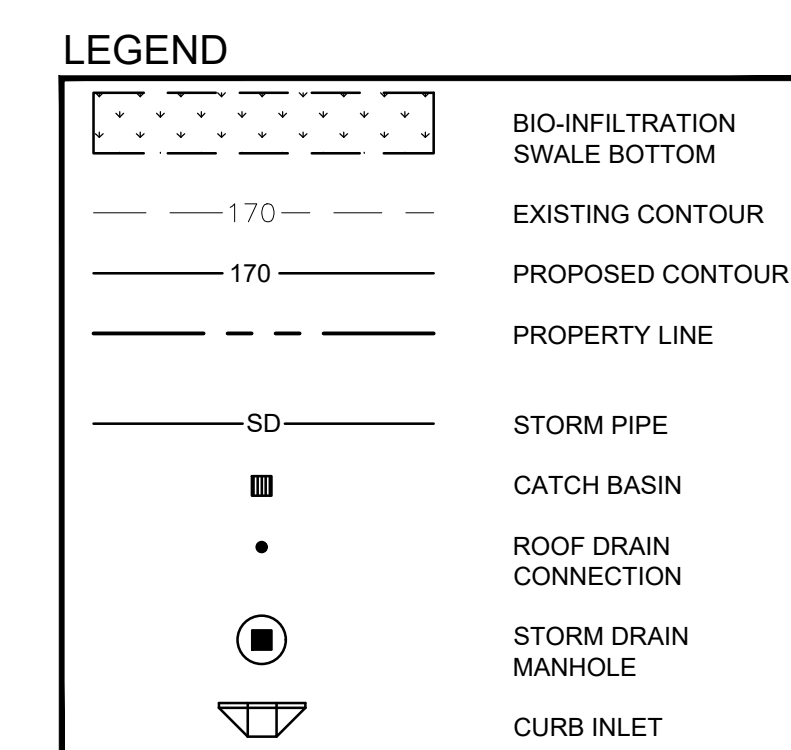 LEGEND
BIO-INFILTRATION
SWALE BOTTOM
170
EXISTING CONTOUR
170
PROPOSED CONTOUR
PROPERTY LINE
SD
STORM PIPE
CATCH BASIN
ROOF DRAIN
CONNECTION
STORM DRAIN
MANHOLE
CURB INLET